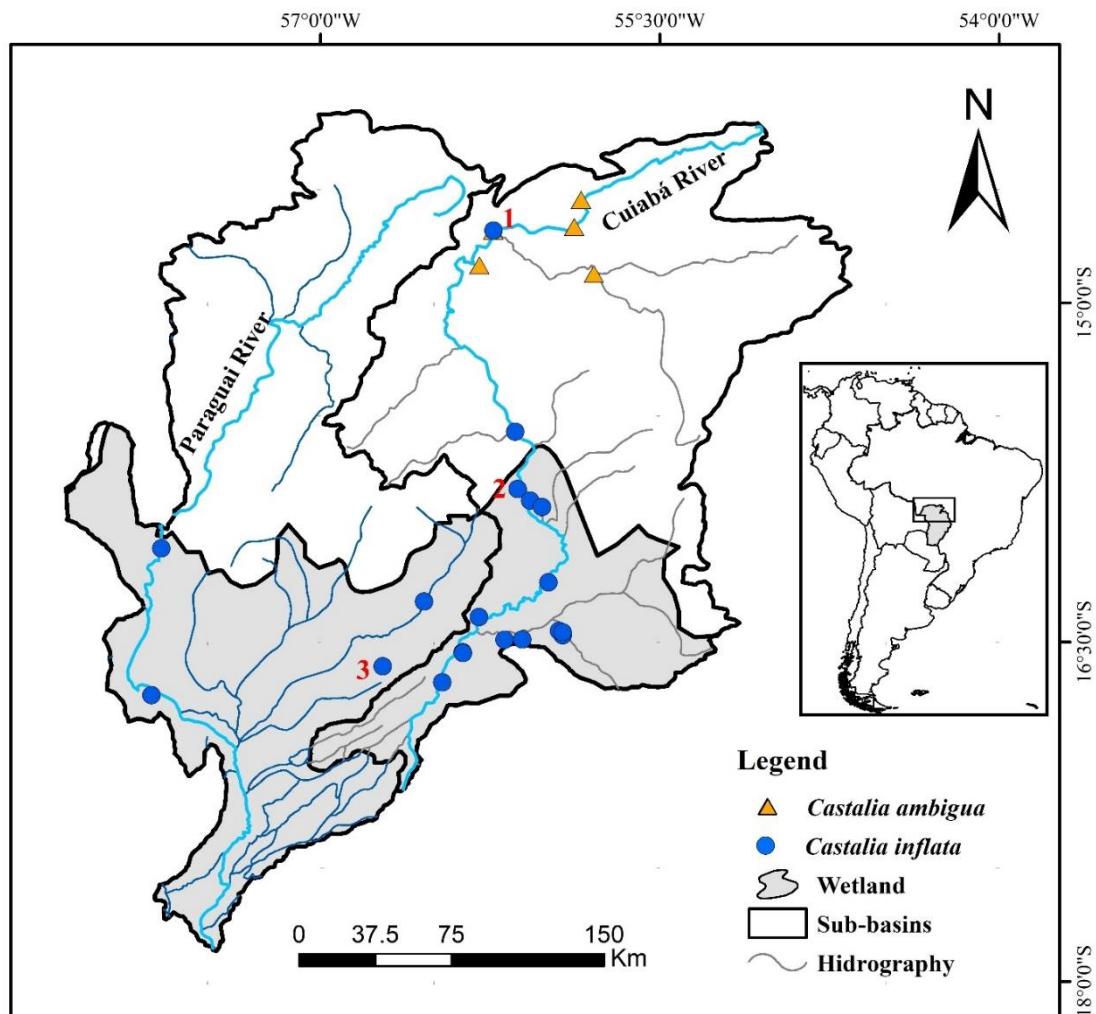 57°0'0"W
55°30'0"W
54°0'0"W
N
1
Cuiabá River
15°0'0"S
Paraguai River
2
3
16°30'0"S
Legend
Castalia ambigua
Castalia inflata
Wetland
Sub-basins
Hidrography
0 37.5 75 150
Km
18°0'0"S